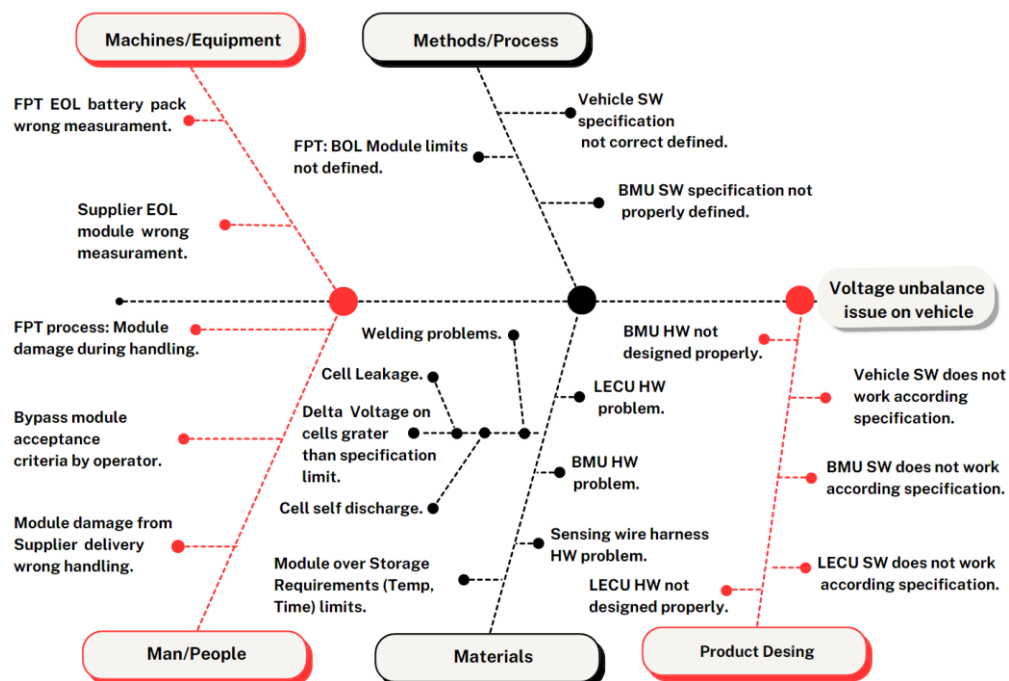 Machines/Equipment
Methods/Process
FPT EOL battery pack
wrong measurament.
Vehicle SW
specification
not correct defined.
FPT: BOL Module limits
not defined.
BMU SW specification not
properly defined.
Supplier EOL
module wrong
measurament.
Voltage unbalance
issue on vehicle
FPT process: Module
damage during handling.
Welding problems.
BMU HW not
designed properly.
Cell Leakage.
LECU HW
problem.
Vehicle SW does not
work according
specification.
Bypass module
acceptance
criteria by operator.
Delta Voltage on
cells grater
than specification
limit.
BMU HW
problem.
BMU SW does not work
according specification.
Cell self discharge.
Module damage from
Supplier delivery
wrong handling.
Sensing wire harness
HW problem.
Module over Storage
Requirements (Temp,
Time) limits.
LECU SW does not work
according specification.
LECU HW not
designed properly.
Man/People
Materials
Product Desing